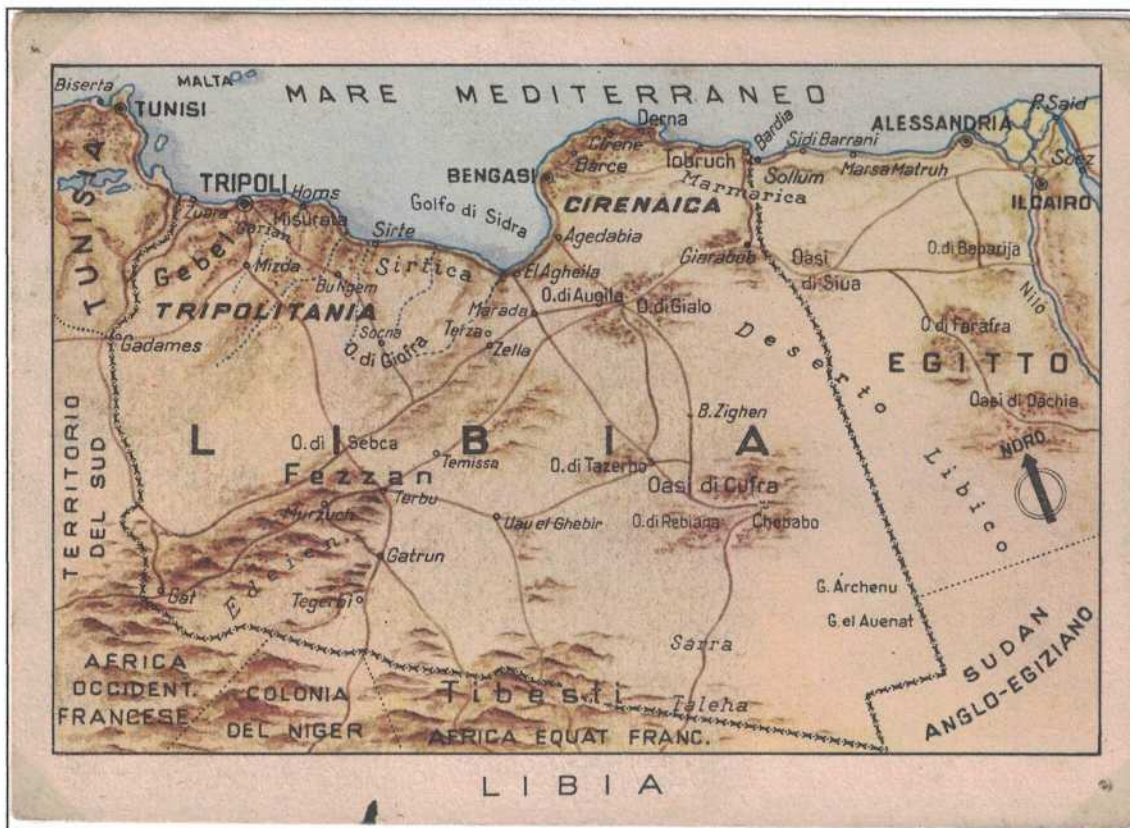 MARE MEDITERRANEO
MALTA
Biserta
TUNISI
TUNISIA
Zuara
TRIPOLI
Homs
Garian
Misurata
Gebel
Mizda
Bu Ngem
Sirte
Sirtica
Golfo di Sidra
TRIPOLITANIA
Socna
O. di Giofra
Gadames
BENGASI
Cirene
Barce
Derna
Tobruch
Bardia
Sollum
Marmarica
CIRENAICA
Agedabia
El Agheila
Marada
O. di Augila
O. di Gialo
Giarabub
Zella
Sidi Barrani
Marsa Matruh
ALESSANDRIA
P. Said
Suez
IL CAIRO
O. di Babarija
Oasi
di Siua
Nilo
O. di Farafra
EGITTO
Oasi di Dachia
NORD
Deserto Libico
LIBIA
B. Zighen
O. di Sebca
Fezzan
Temissa
Terbu
Murzuch
O. di Tazerbo
Oasi di Cufra
O. di Rebiana
Chebabo
Uau el Ghebir
Gatrun
Edeien
Tegerbi
Gat
TERRITORIO
DEL SUD
G. Archenu
G. el Auenat
Sarra
Taleha
Tibesti
AFRICA
OCCIDENT.
FRANCESE
COLONIA
DEL NIGER
AFRICA EQUAT FRANC.
SUDAN
ANGLO-EGIZIANO
LIBIA